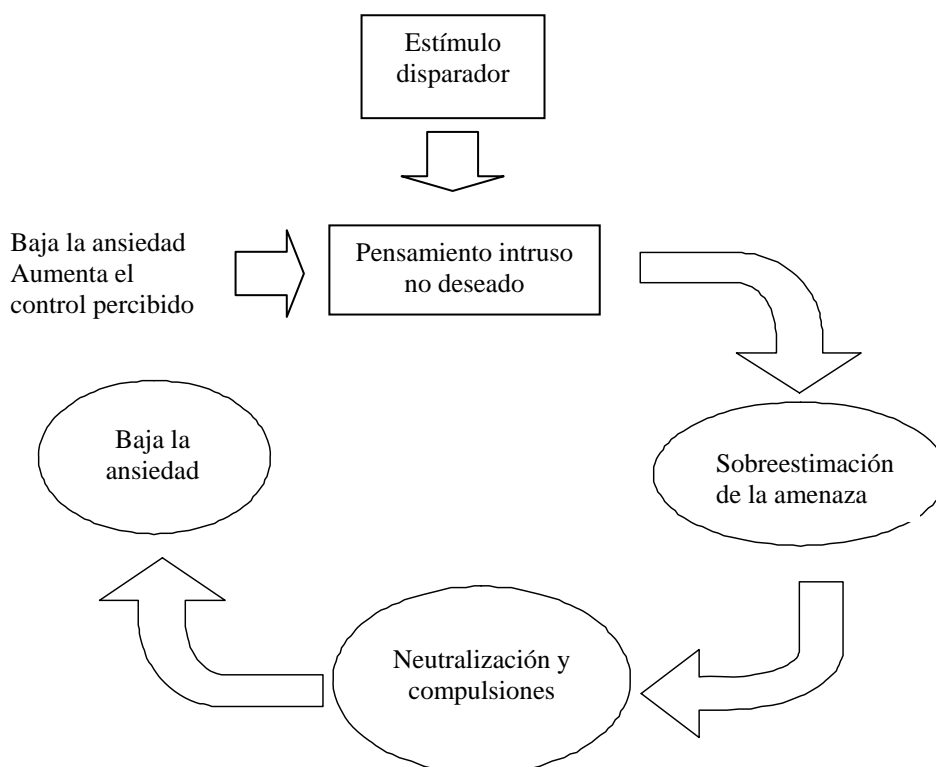 Estímulo
disparador
Baja la ansiedad
Aumenta el
control percibido
Pensamiento intruso
no deseado
Baja la
ansiedad
Sobreestimación
de la amenaza
Neutralización y
compulsiones